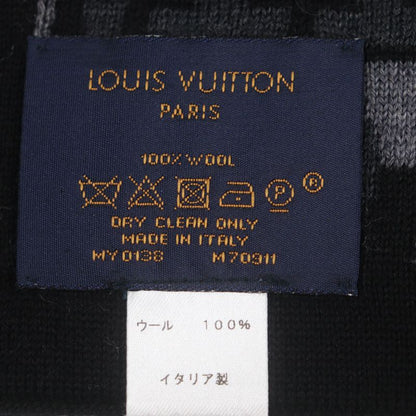 LOUIS VUITTON
PARIS
100% WOOL
P ®
DRY CLEAN ONLY
MADE IN ITALY
MY0138 M70911
ウール 100%
イタリア製